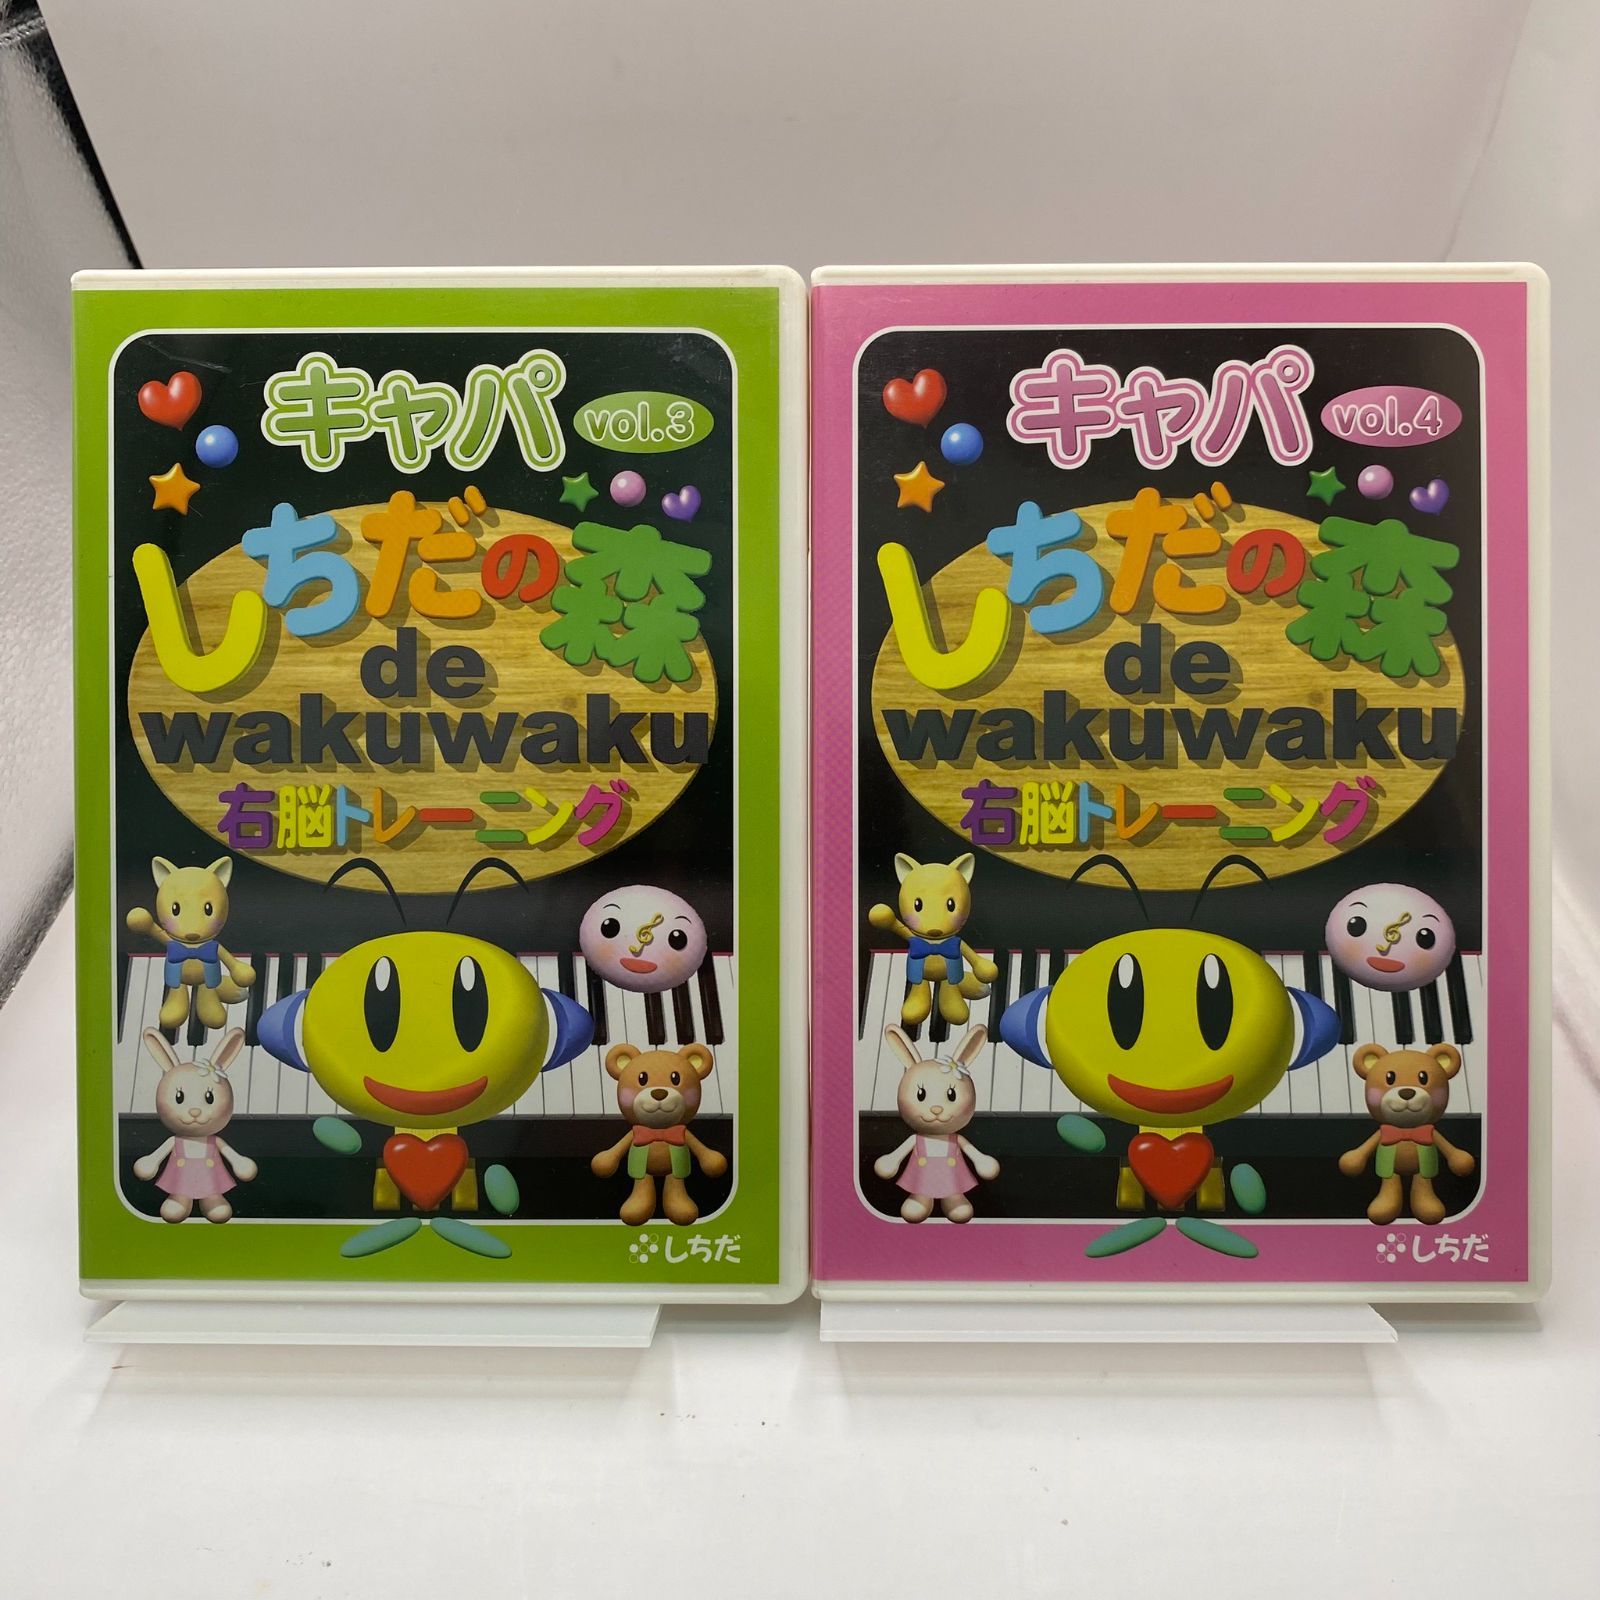 キャパ vol.3
しちだの森
de
wakuwaku
右脳トレーニング
しちだ
キャパ vol.4
しちだの森
de
wakuwaku
右脳トレーニング
しちだ